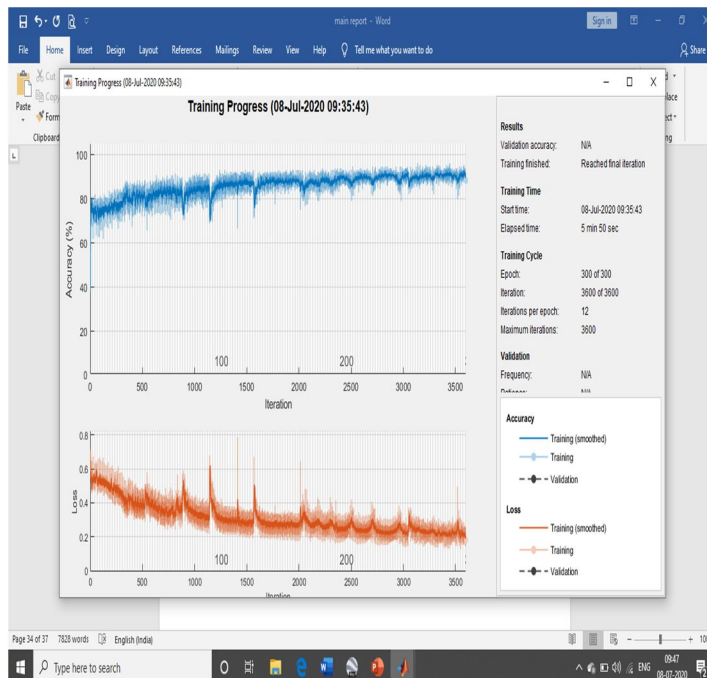 main report - Word
Sign in
File Home Insert Design Layout References Mailings Review View Help Tell me what you want to do Share
Cut
Copy
Paste
Form
Clipboard
Training Progress (08-Jul-2020 09:35:43)
Training Progress (08-Jul-2020 09:35:43)
100
80
60
40
20
0
Accuracy (%)
100 200
0 500 1000 1500 2000 2500 3000 3500
Iteration
0.8
0.6
0.4
0.2
0
Loss
100 200
0 500 1000 1500 2000 2500 3000 3500
Iteration
Results
Validation accuracy: N/A
Training finished: Reached final iteration
Training Time
Start time: 08-Jul-2020 09:35:43
Elapsed time: 5 min 50 sec
Training Cycle
Epoch: 300 of 300
Iteration: 3600 of 3600
Iterations per epoch: 12
Maximum iterations: 3600
Validation
Frequency: N/A
Patience: N/A
Accuracy
Training (smoothed)
Training
Validation
Loss
Training (smoothed)
Training
Validation
Page 34 of 37 7828 words English (India)
Type here to search
ENG
09:47
08-07-2020